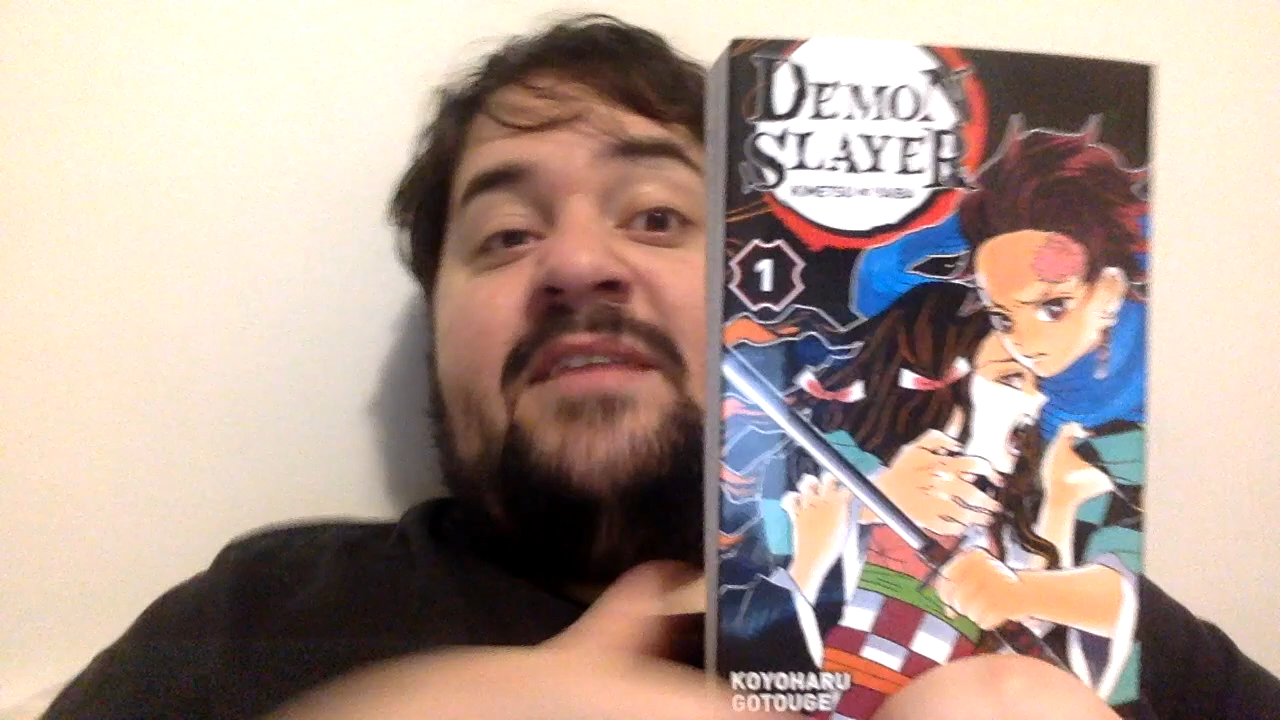 DEMON
SLAYER
KIMETSU NO YAIBA
1
KOYOHARU
GOTOUGE